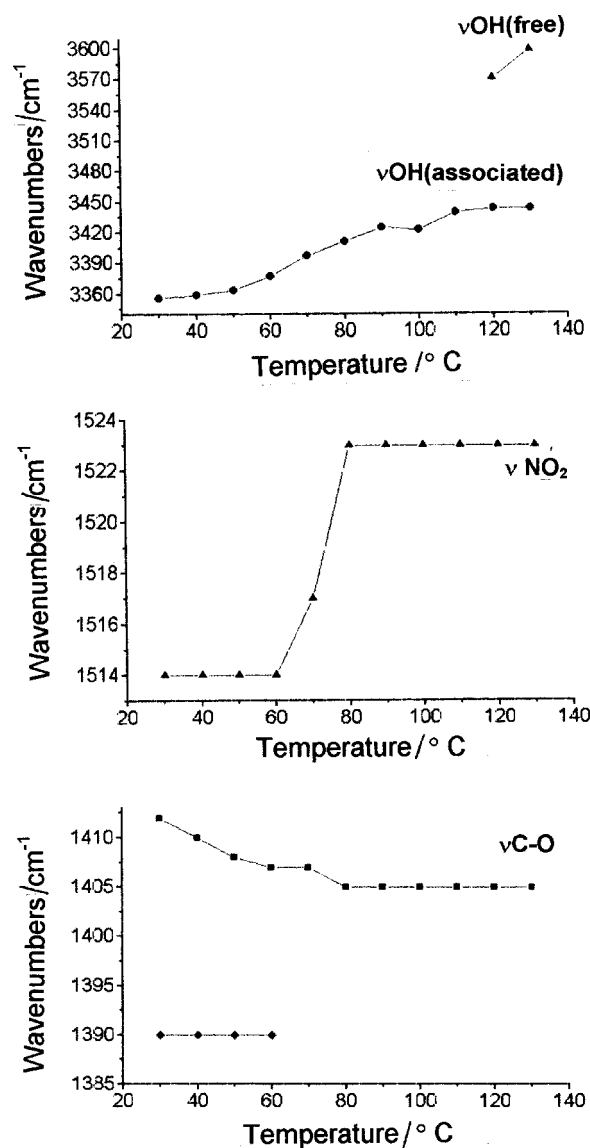 νOH(free)
3600
3570
3540
3510
3480
3450
3420
3390
3360
Wavenumbers/cm⁻¹
νOH(associated)
20 40 60 80 100 120 140
Temperature /° C
1524
1522
1520
1518
1516
1514
Wavenumbers/cm⁻¹
ν NO₂
20 40 60 80 100 120 140
Temperature/° C
1410
1405
1400
1395
1390
1385
Wavenumbers/cm⁻¹
νC-O
20 40 60 80 100 120 140
Temperature/° C